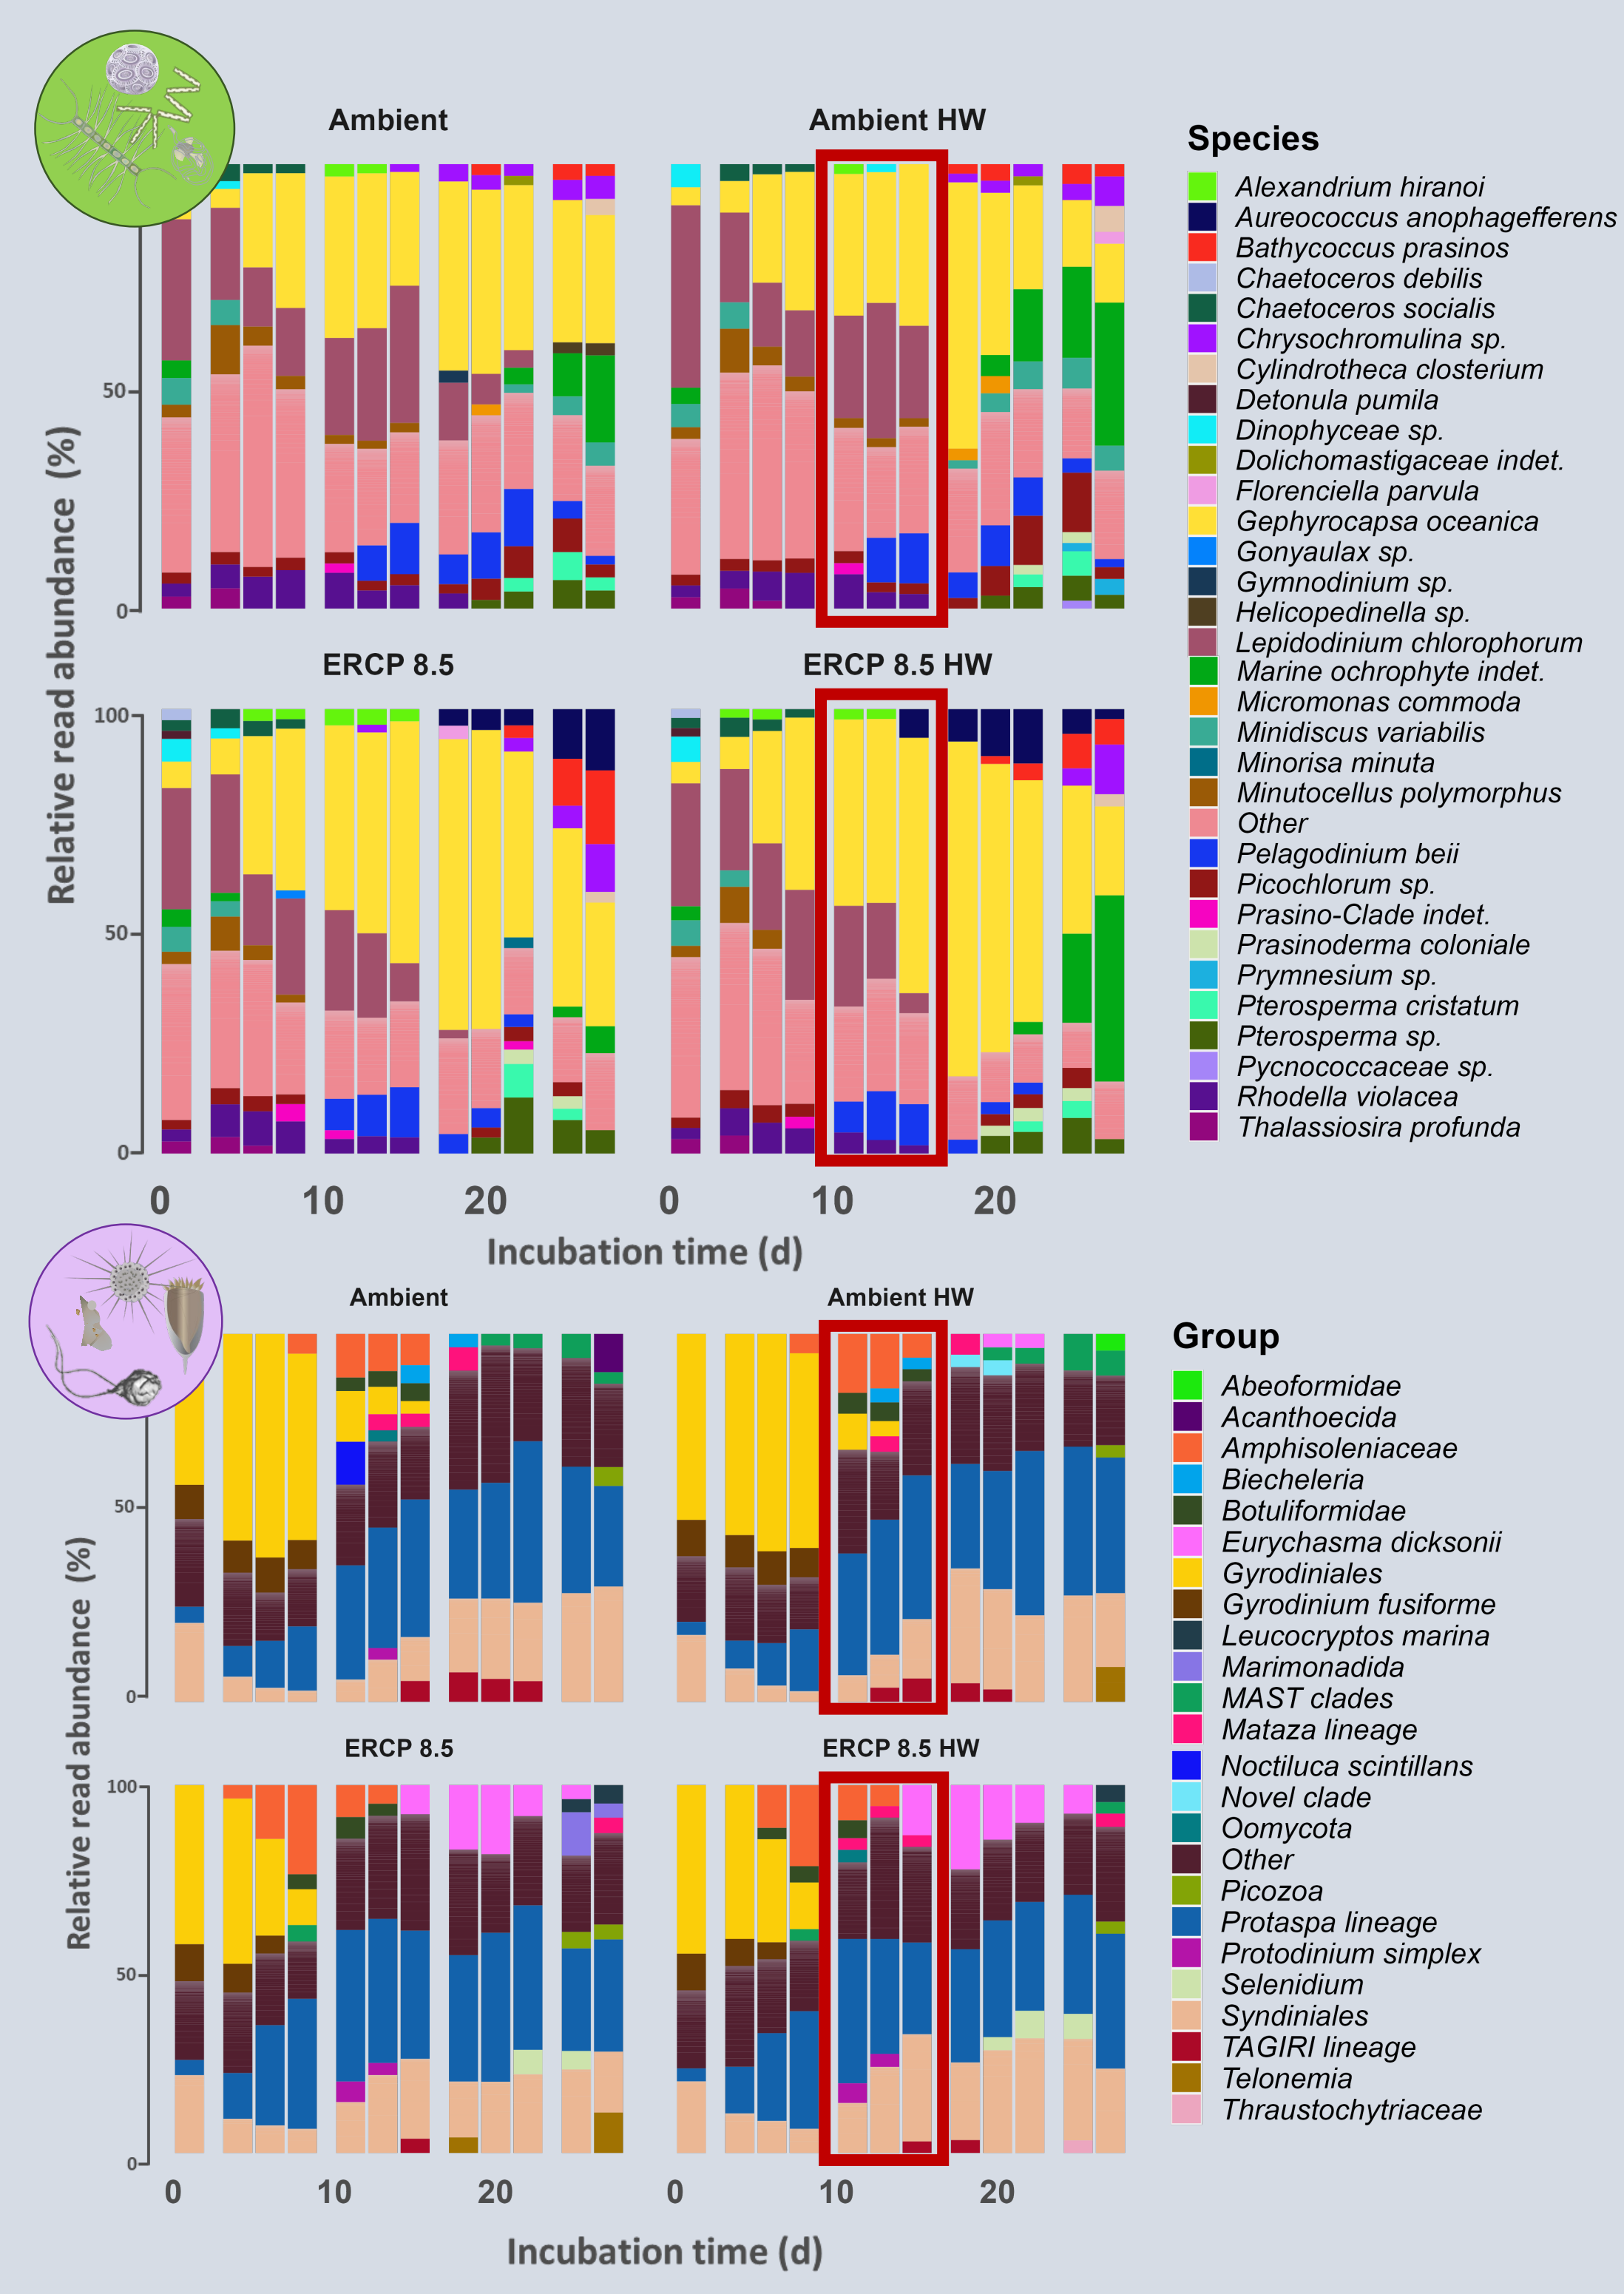 Ambient
Ambient HW
Species
Alexandrium hiranoi
Aureococcus anophagefferens
Bathycoccus prasinos
Chaetoceros debilis
Chaetoceros socialis
Chrysochromulina sp.
Cylindrotheca closterium
Detonula pumila
Dinophyceae sp.
Dolichomastigaceae indet.
Florenciella parvula
Gephyrocapsa oceanica
Gonyaulax sp.
Gymnodinium sp.
Helicopedinella sp.
Lepidodinium chlorophorum
Marine ochrophyte indet.
Micromonas commoda
Minidiscus variabilis
Minorisa minuta
Minutocellus polymorphus
Other
Pelagodinium beii
Picochlorum sp.
Prasino-Clade indet.
Prasinoderma coloniale
Prymnesium sp.
Pterosperma cristatum
Pterosperma sp.
Pycnococcaceae sp.
Rhodella violacea
Thalassiosira profunda
50
0
ERCP 8.5
ERCP 8.5 HW
100
50
0
Relative read abundance (%)
0 10 20 0 10 20
Incubation time (d)
Ambient
Ambient HW
Group
Abeoformidae
Acanthoecida
Amphisoleniaceae
Biecheleria
Botuliformidae
Eurychasma dicksonii
Gyrodiniales
Gyrodinium fusiforme
Leucocryptos marina
Marimonadida
MAST clades
Mataza lineage
Noctiluca scintillans
Novel clade
Oomycota
Other
Picozoa
Protaspa lineage
Protodinium simplex
Selenidium
Syndiniales
TAGIRI lineage
Telonemia
Thraustochytriaceae
50
0
ERCP 8.5
ERCP 8.5 HW
100
50
0
Relative read abundance (%)
0 10 20 0 10 20
Incubation time (d)